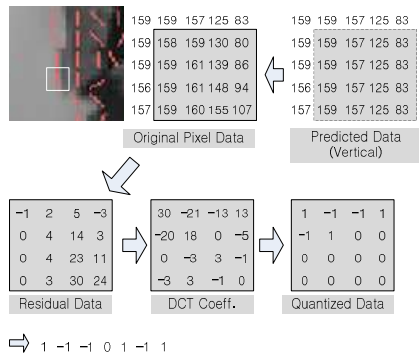 159 159 157 125 83 159 159 157 125 83
159 158 159 130 80 159 159 157 125 83
159 159 161 139 86 159 159 157 125 83
156 159 161 148 94 156 159 157 125 83
157 159 160 155 107 157 159 157 125 83
Original Pixel Data Predicted Data
(Vertical)
-1 2 5 -3 30 -21 -13 13 1 -1 -1 1
0 4 14 3 -20 18 0 -5 -1 1 0 0
0 4 23 11 0 -3 3 -1 0 0 0 0
0 3 30 24 -3 3 -1 0 0 0 0 0
Residual Data DCT Coeff. Quantized Data
1 -1 -1 0 1 -1 1